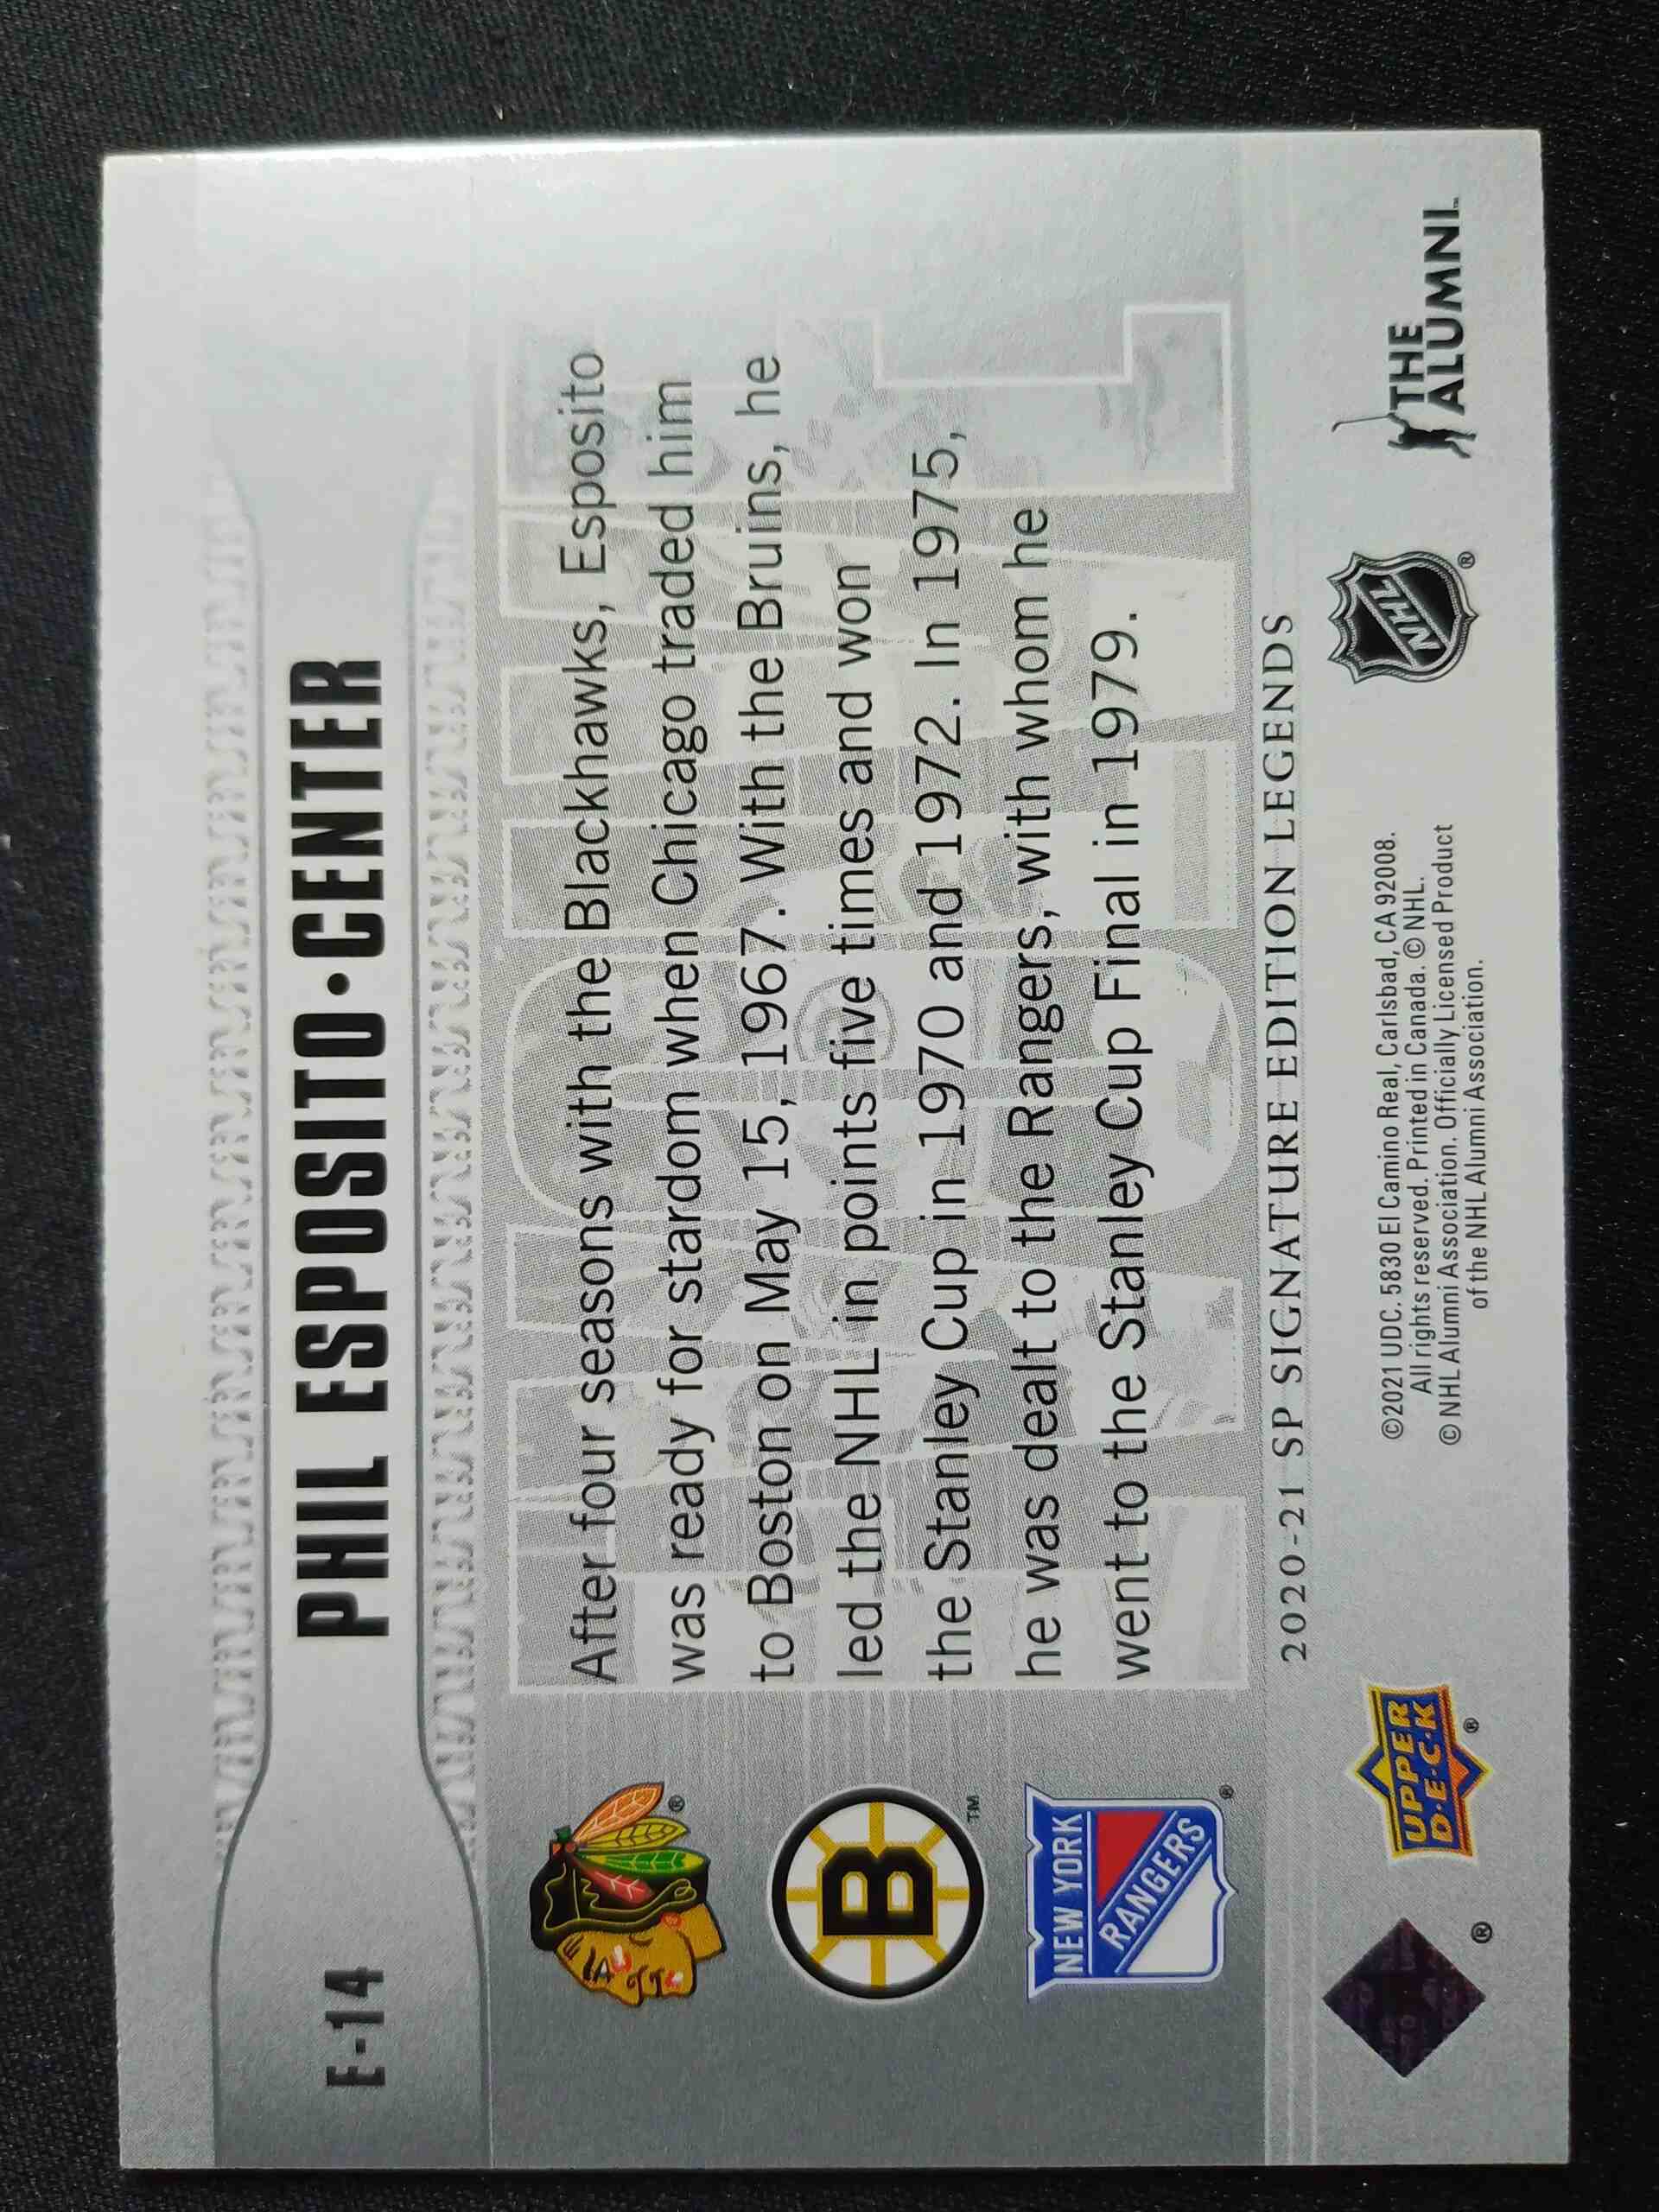 E-14
PHIL ESPOSITO • CENTER
After four seasons with the Blackhawks, Esposito
was ready for stardom when Chicago traded him
to Boston on May 15, 1967. With the Bruins, he
led the NHL in points five times and won
the Stanley Cup in 1970 and 1972. In 1975,
he was dealt to the Rangers, with whom he
went to the Stanley Cup Final in 1979.
®
B
™
NEW YORK
RANGERS
®
2020-21 SP SIGNATURE EDITION LEGENDS
®
UPPER
D·E·C·K
®
©2021 UDC. 5830 El Camino Real, Carlsbad, CA 92008.
All rights reserved. Printed in Canada. © NHL.
© NHL Alumni Association. Officially Licensed Product
of the NHL Alumni Association.
NHL
®
THE
ALUMNI™